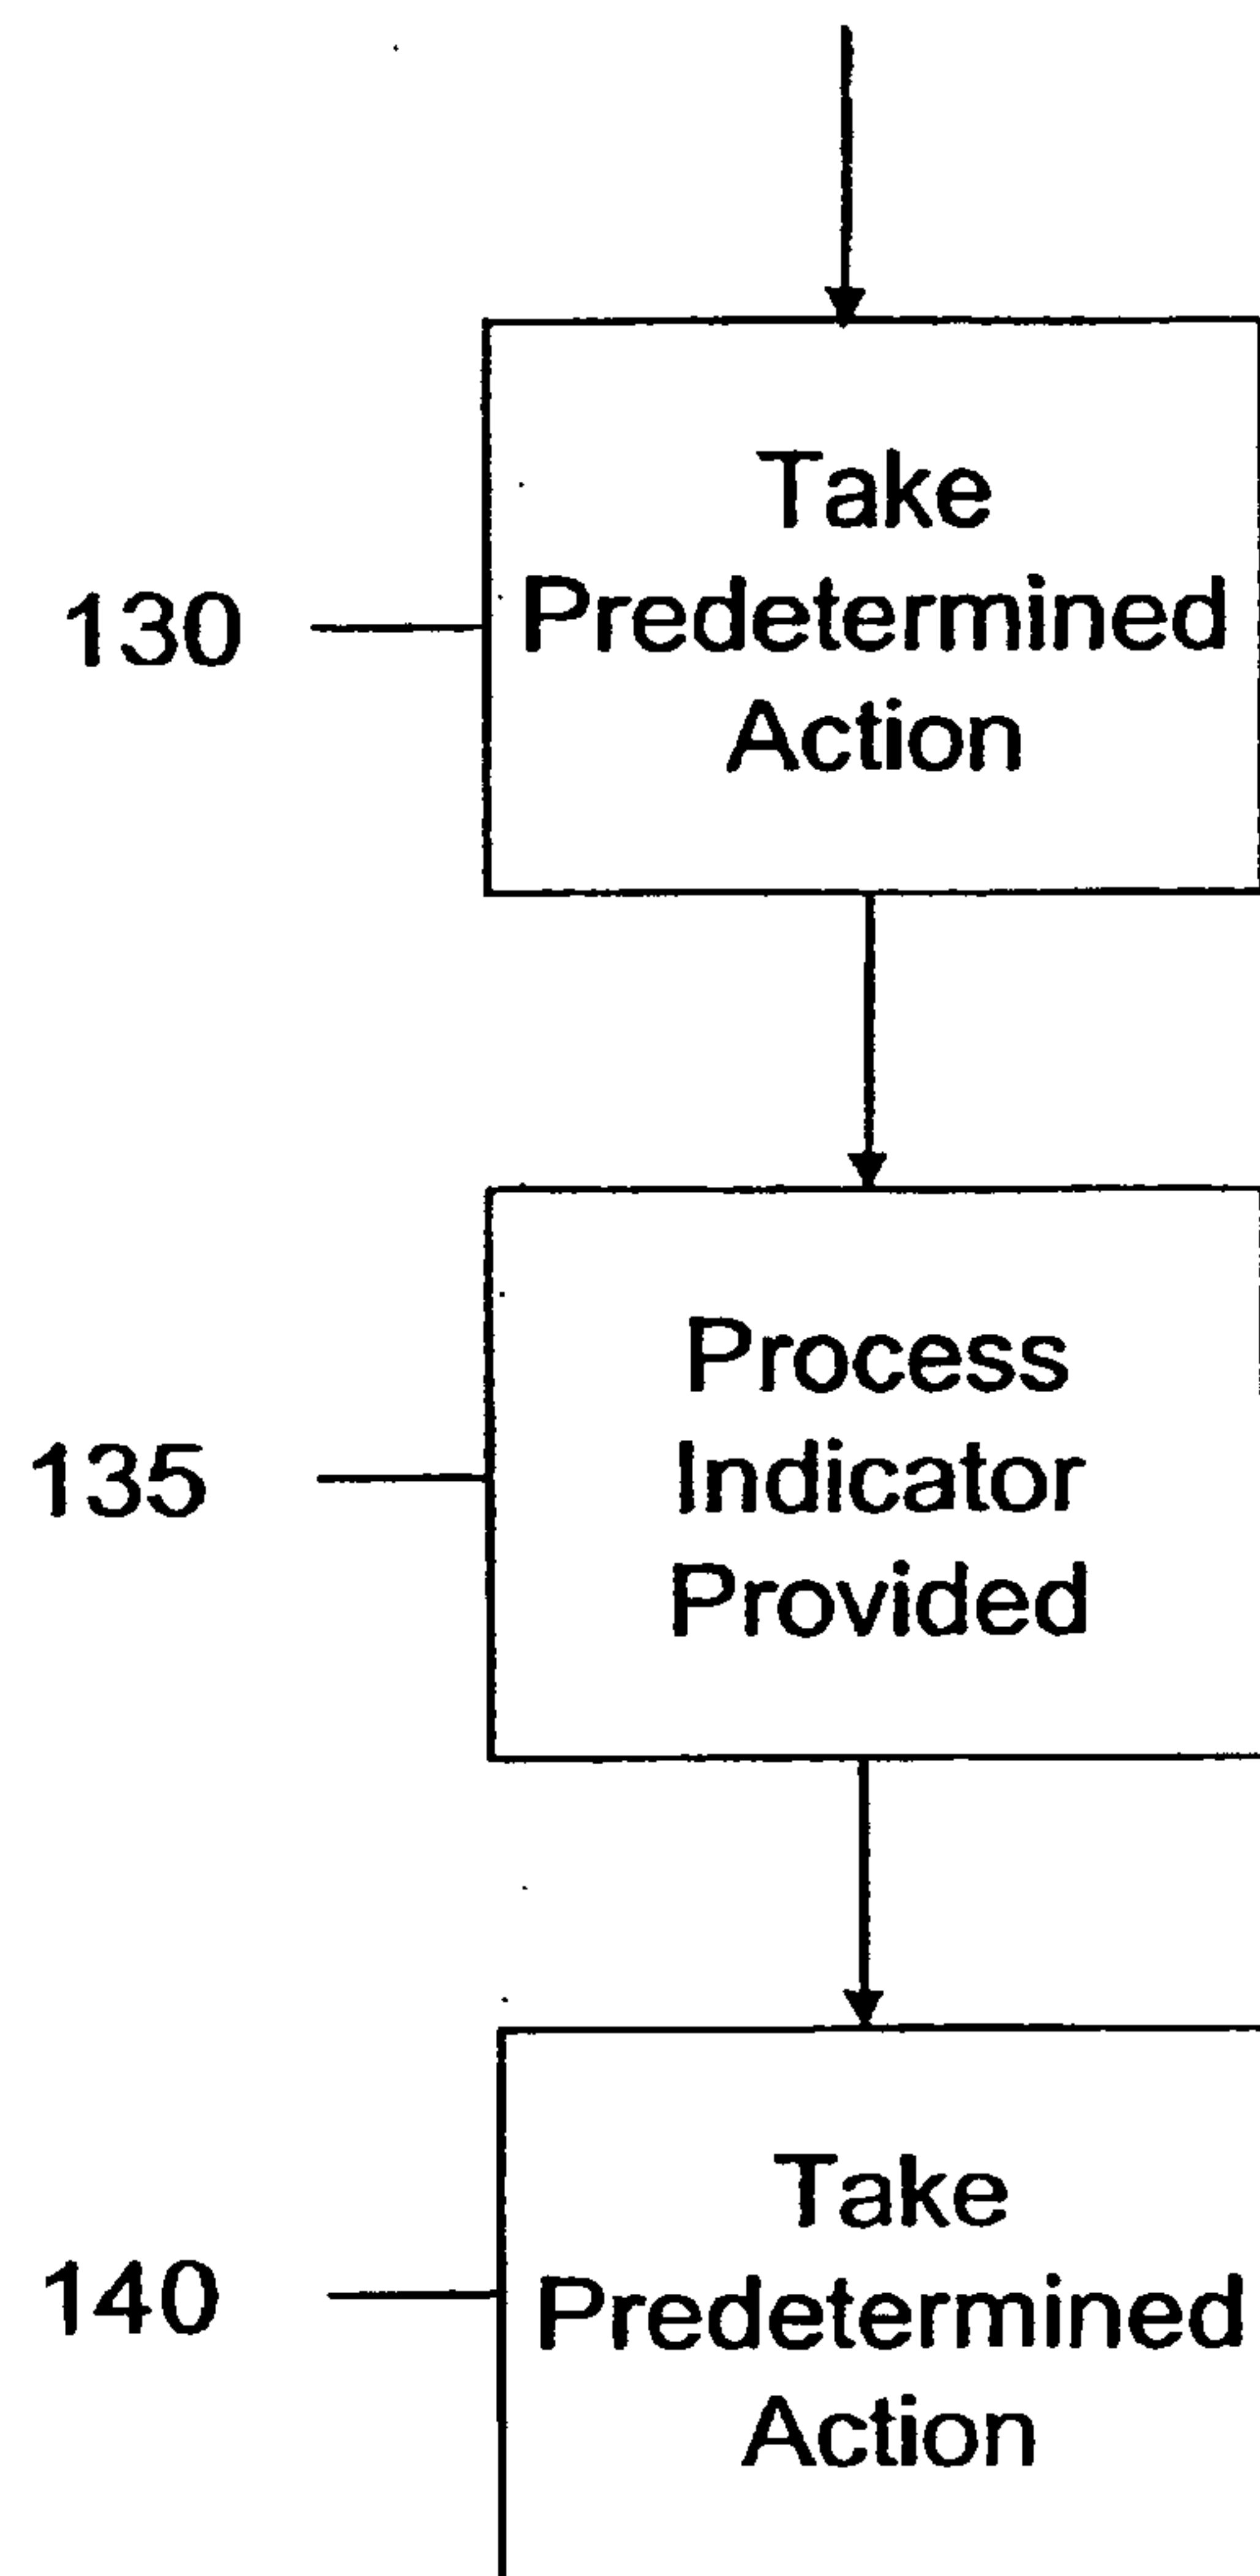 Take
130 Predetermined
Action
Process
135 Indicator
Provided
Take
140 Predetermined
Action